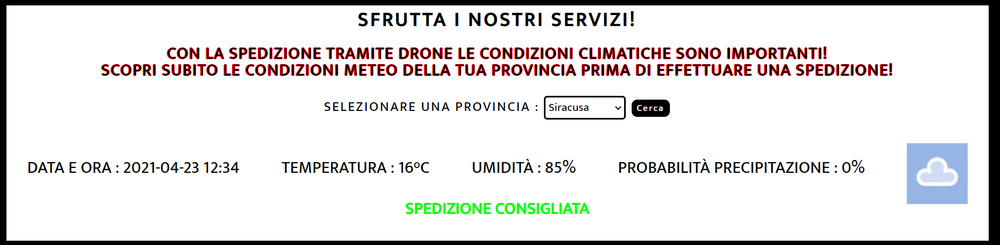 SFRUTTA I NOSTRI SERVIZI!
CON LA SPEDIZIONE TRAMITE DRONE LE CONDIZIONI CLIMATICHE SONO IMPORTANTI!
SCOPRI SUBITO LE CONDIZIONI METEO DELLA TUA PROVINCIA PRIMA DI EFFETTUARE UNA SPEDIZIONE!
SELEZIONARE UNA PROVINCIA : Siracusa Cerca
DATA E ORA : 2021-04-23 12:34 TEMPERATURA : 16°C UMIDITÀ : 85% PROBABILITÀ PRECIPITAZIONE : 0%
SPEDIZIONE CONSIGLIATA